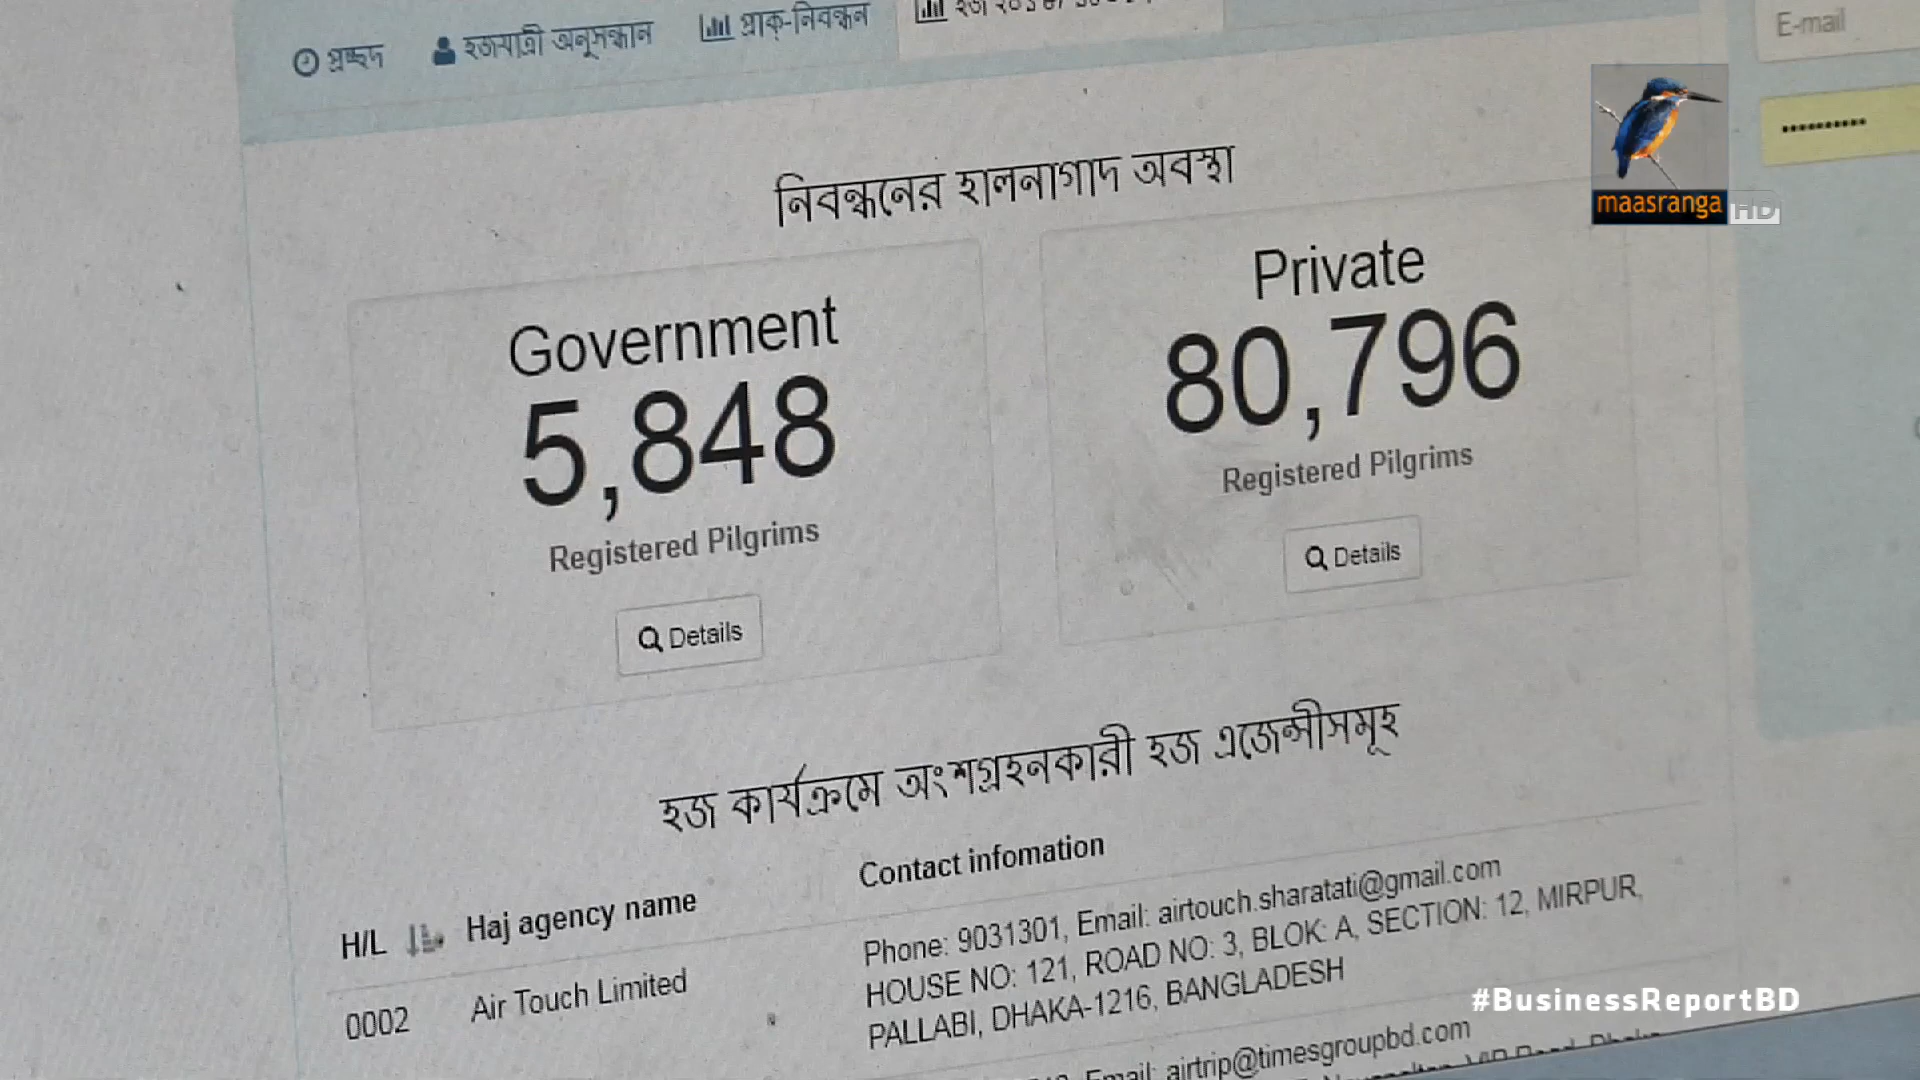 প্রচ্ছদ
হজযাত্রী অনুসন্ধান
প্রাক-নিবন্ধন
হজ
E-mail
••••••••••
maasranga HD
নিবন্ধনের হালনাগাদ অবস্থা
Government
5,848
Registered Pilgrims
Details
Private
80,796
Registered Pilgrims
Details
হজ কার্যক্রমে অংশগ্রহনকারী হজ এজেন্সীসমূহ
H/L Haj agency name Contact infomation
0002 Air Touch Limited
Phone: 9031301, Email: airtouch.sharatati@gmail.com
HOUSE NO: 121, ROAD NO: 3, BLOK: A, SECTION: 12, MIRPUR,
PALLABI, DHAKA-1216, BANGLADESH
Email: airtrip@timesgroupbd.com
#BusinessReportBD